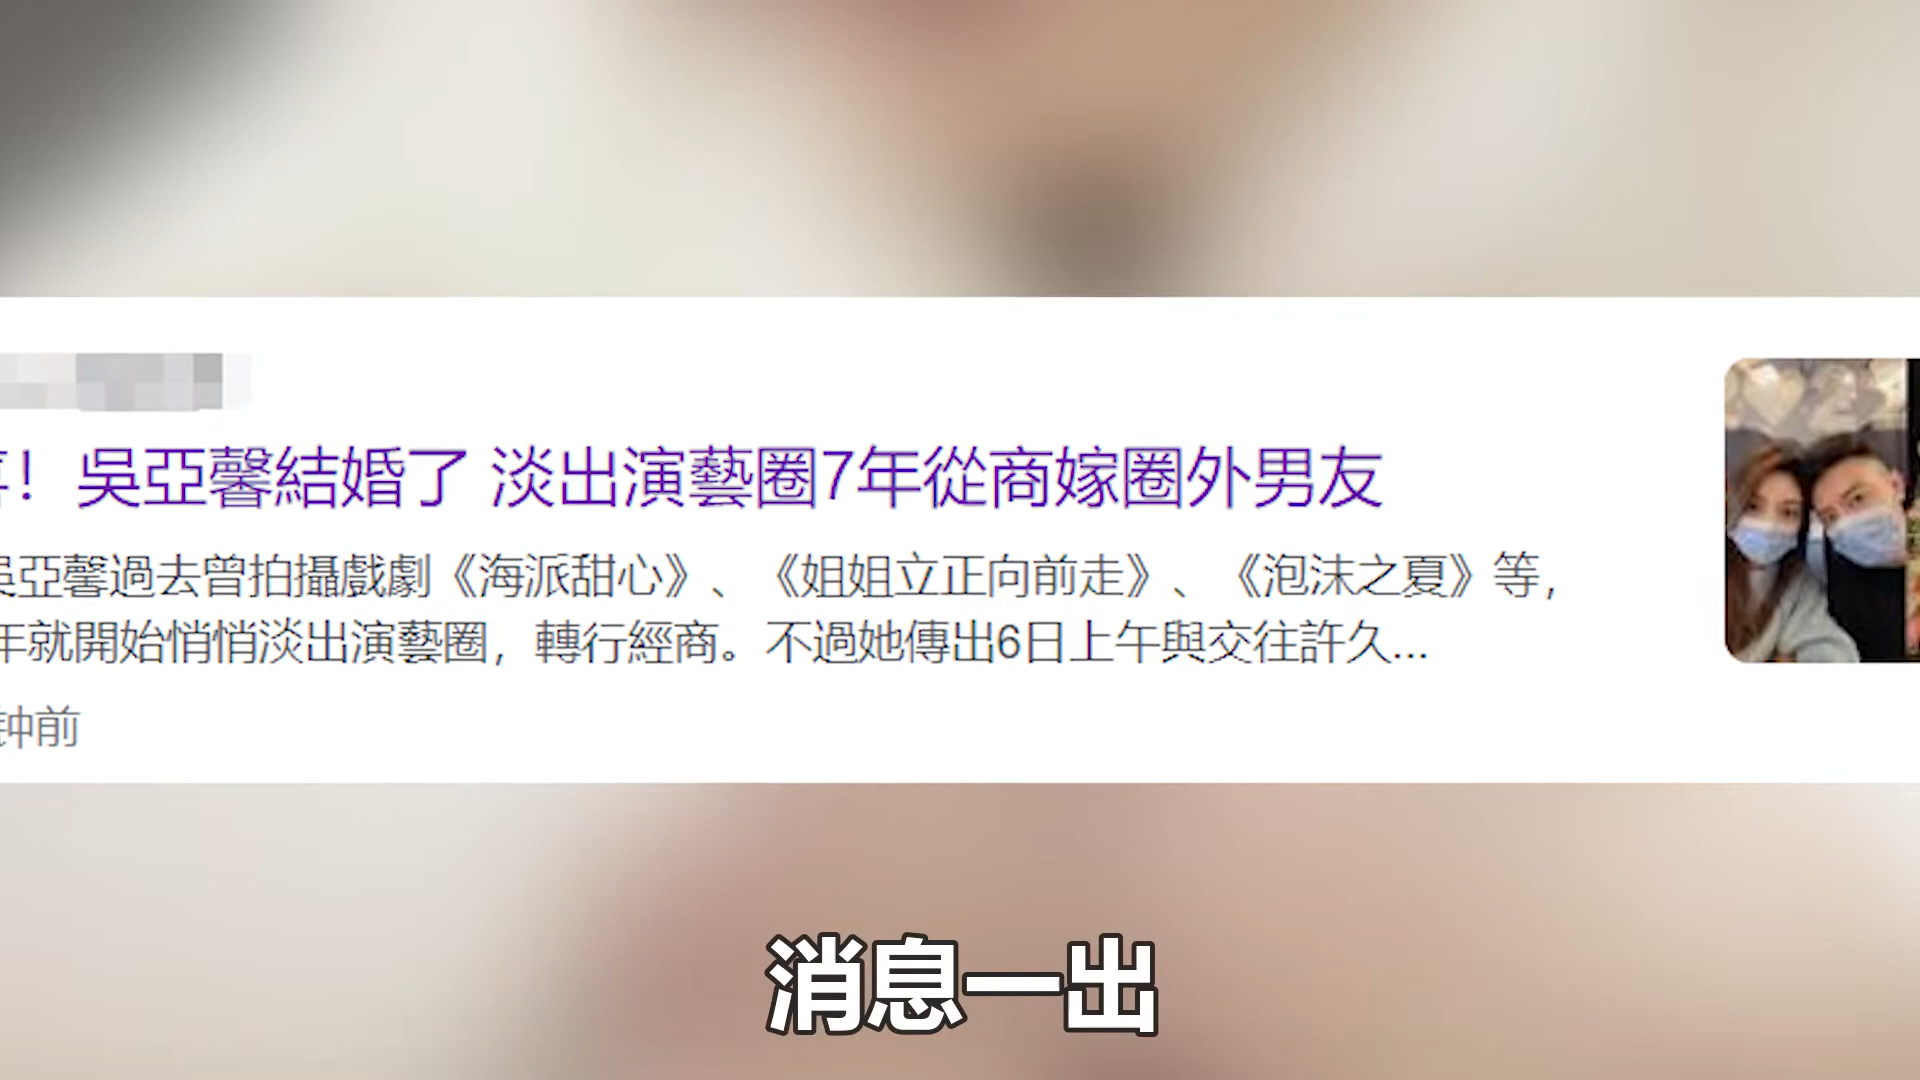 ！吳亞馨結婚了 淡出演藝圈7年從商嫁圈外男友
吳亞馨過去曾拍攝戲劇《海派甜心》、《姐姐立正向前走》、《泡沫之夏》等，
年就開始悄悄淡出演藝圈，轉行經商。不過她傳出6日上午與交往許久...
钟前
消息一出